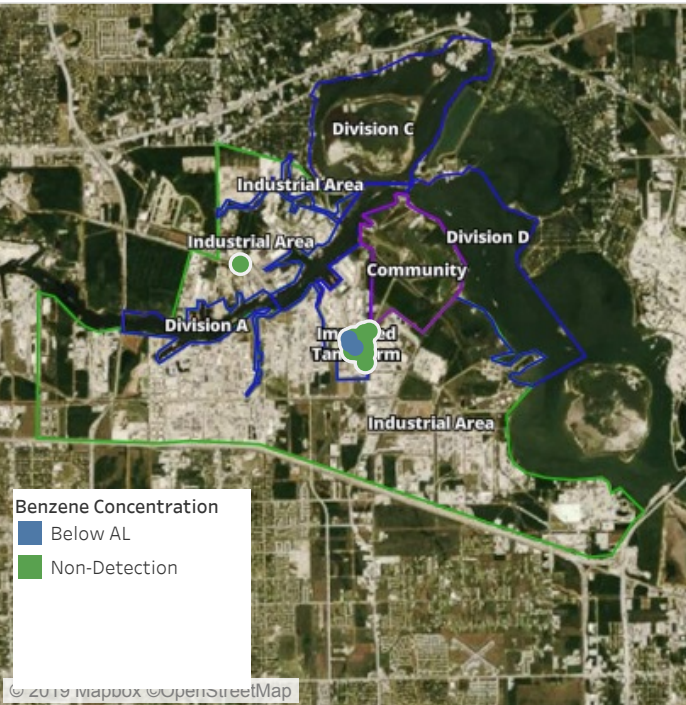 Division C
Industrial Area
Industrial Area
Division D
Community
Division A
Industrial Area
Benzene Concentration
Below AL
Non-Detection
© 2019 Mapbox ©OpenStreetMap